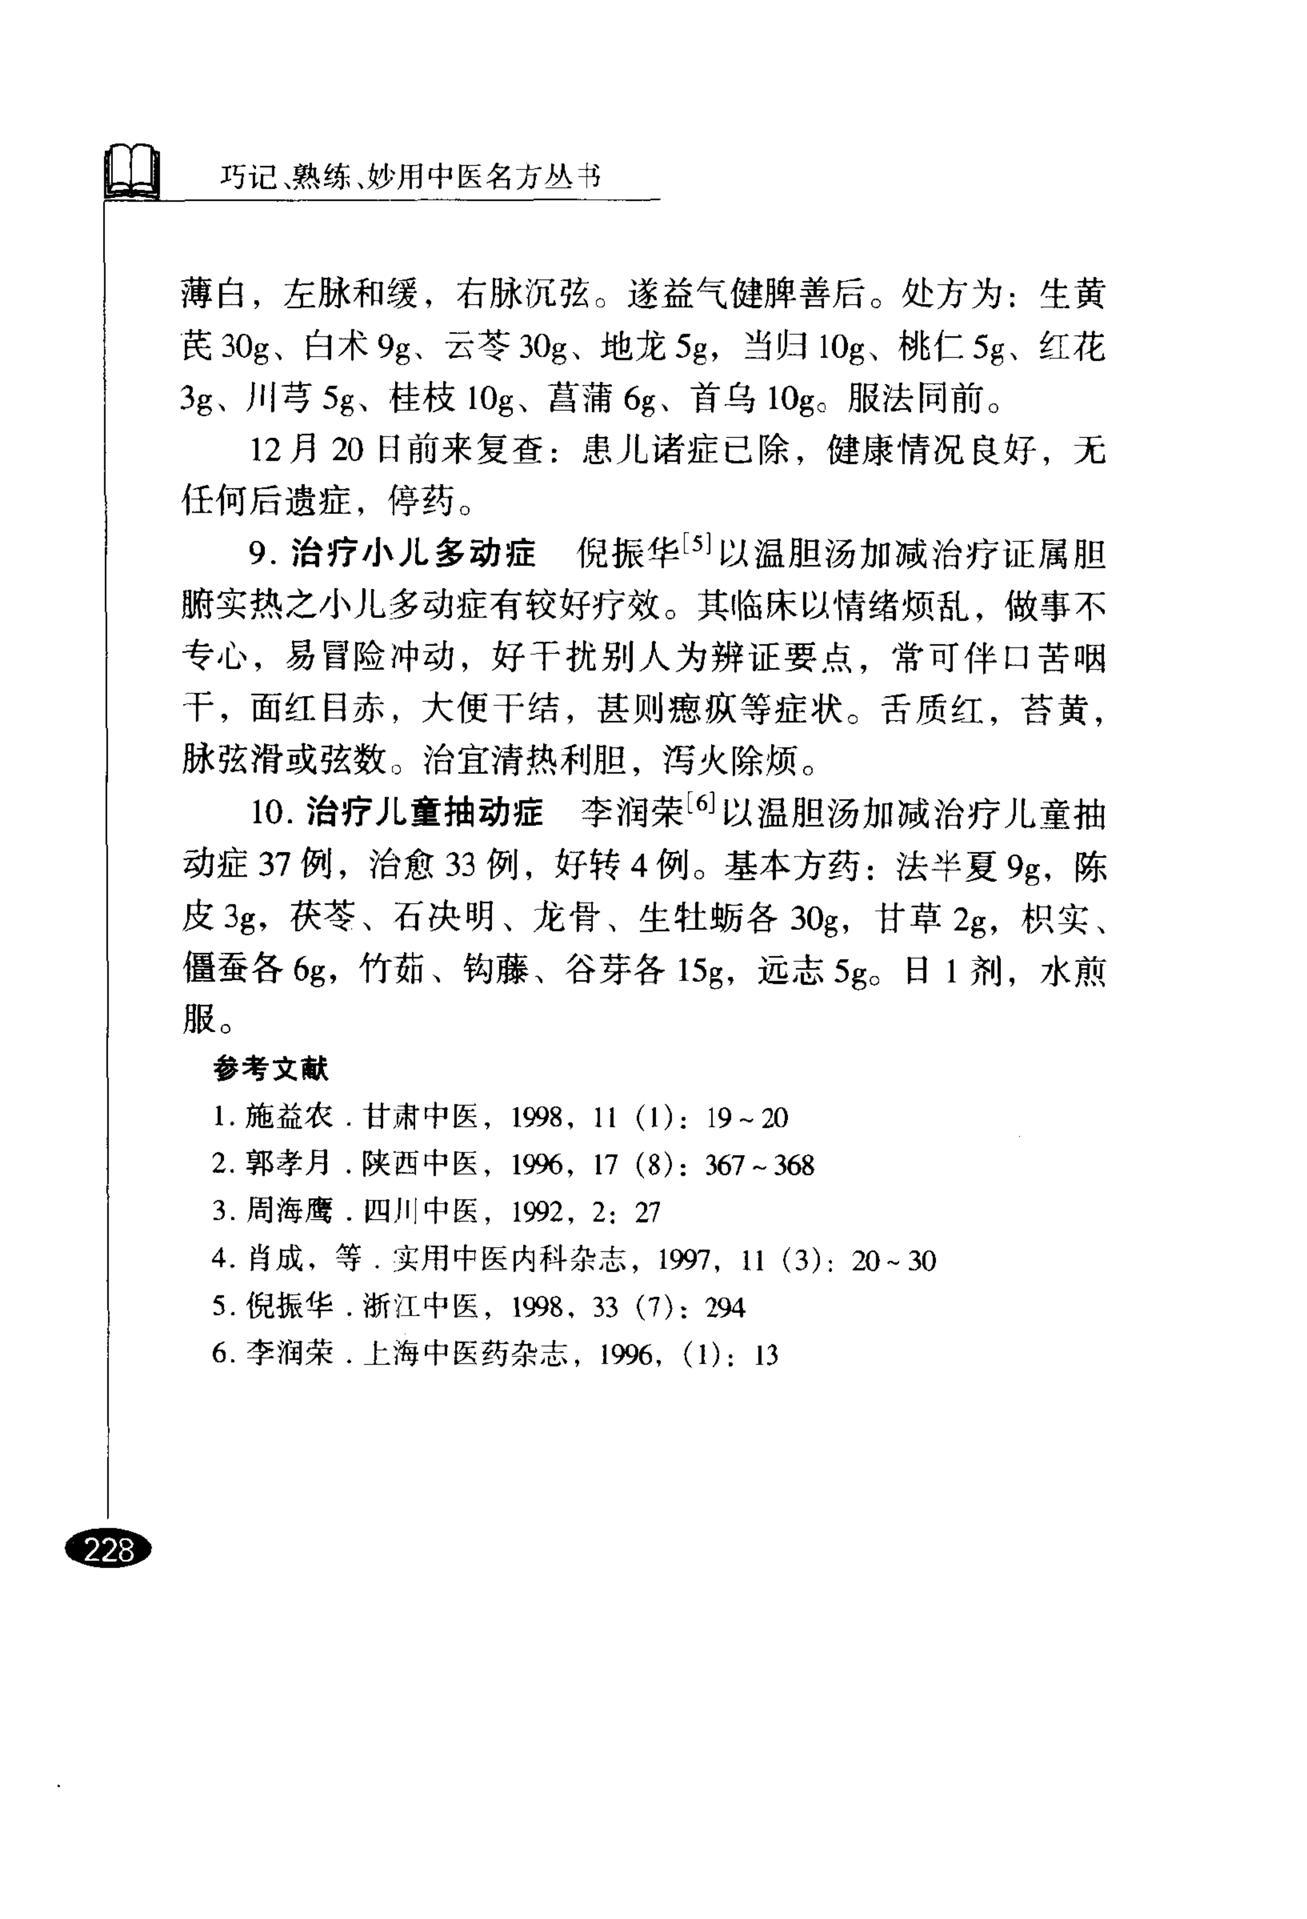 巧记、熟练、妙用中医名方丛书
薄白，左脉和缓，右脉沉弦。遂益气健脾善后。处方为：生黄
芪 30g、白术 9g、云苓 30g、地龙 5g，当归 10g、桃仁 5g、红花
3g、川芎 5g、桂枝 10g、菖蒲 6g、首乌 10g。服法同前。
12 月 20 日前来复查：患儿诸症已除，健康情况良好，无
任何后遗症，停药。
9. 治疗小儿多动症　倪振华[5]以温胆汤加减治疗证属胆
腑实热之小儿多动症有较好疗效。其临床以情绪烦乱，做事不
专心，易冒险冲动，好干扰别人为辨证要点，常可伴口苦咽
干，面红目赤，大便干结，甚则瘛疭等症状。舌质红，苔黄，
脉弦滑或弦数。治宜清热利胆，泻火除烦。
10. 治疗儿童抽动症　李润荣[6]以温胆汤加减治疗儿童抽
动症 37 例，治愈 33 例，好转 4 例。基本方药：法半夏 9g，陈
皮 3g，茯苓、石决明、龙骨、生牡蛎各 30g，甘草 2g，枳实、
僵蚕各 6g，竹茹、钩藤、谷芽各 15g，远志 5g。日 1 剂，水煎
服。
参考文献
1. 施益农．甘肃中医，1998，11（1）：19～20
2. 郭孝月．陕西中医，1996，17（8）：367～368
3. 周海鹰．四川中医，1992，2：27
4. 肖成，等．实用中医内科杂志，1997，11（3）：20～30
5. 倪振华．浙江中医，1998，33（7）：294
6. 李润荣．上海中医药杂志，1996，（1）：13
228